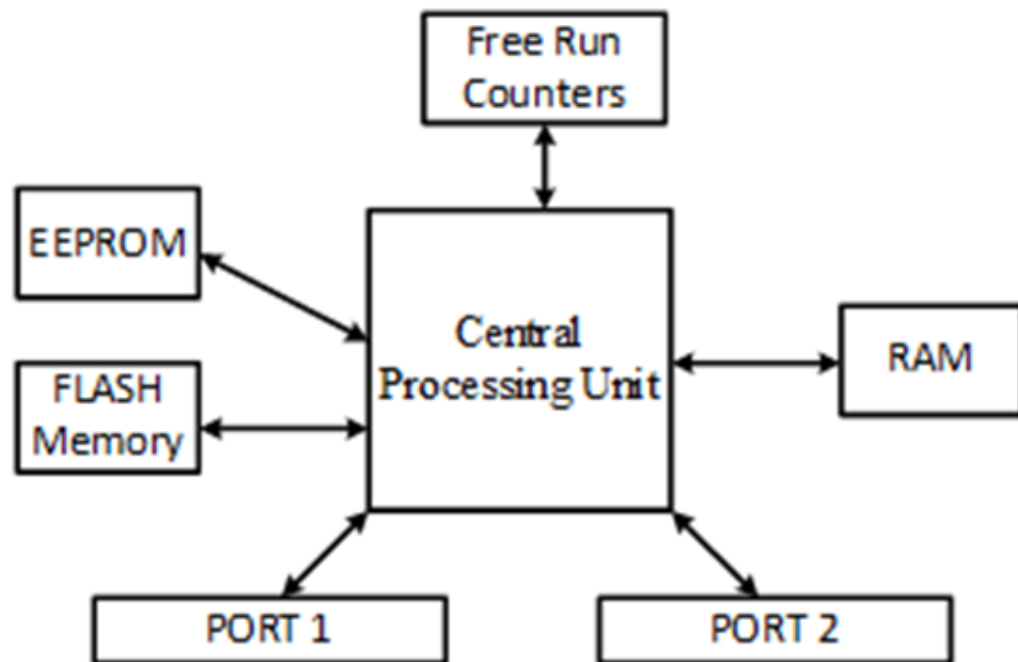 Free Run
Counters
EEPROM
Central
Processing Unit
RAM
FLASH
Memory
PORT 1
PORT 2